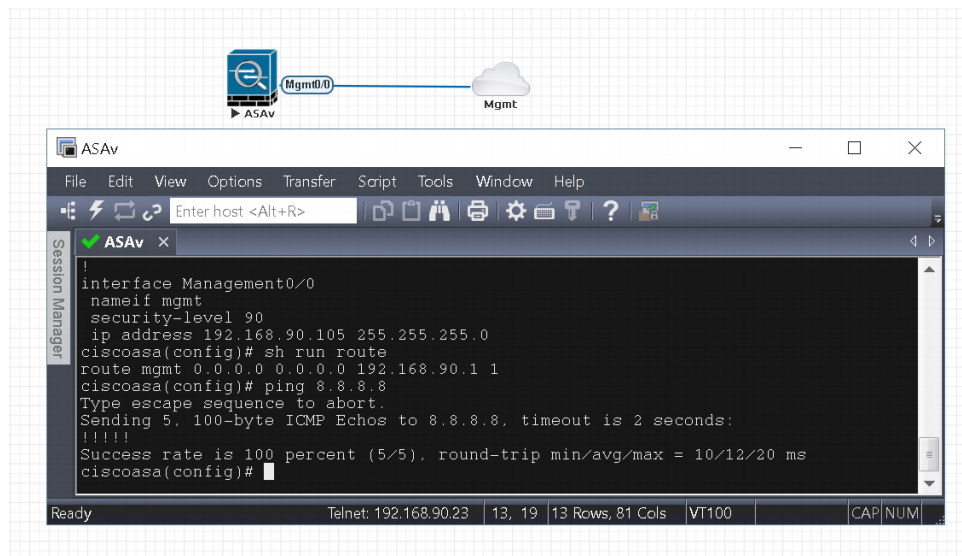 Mgmt0/0
ASAv
Mgmt
ASAv
File Edit View Options Transfer Script Tools Window Help
Enter host <Alt+R>
Session Manager
ASAv
!
interface Management0/0
nameif mgmt
security-level 90
ip address 192.168.90.105 255.255.255.0
ciscoasa(config)# sh run route
route mgmt 0.0.0.0 0.0.0.0 192.168.90.1 1
ciscoasa(config)# ping 8.8.8.8
Type escape sequence to abort.
Sending 5, 100-byte ICMP Echos to 8.8.8.8, timeout is 2 seconds:
!!!!!
Success rate is 100 percent (5/5), round-trip min/avg/max = 10/12/20 ms
ciscoasa(config)#
Ready Telnet: 192.168.90.23 13, 19 13 Rows, 81 Cols VT100 CAP NUM